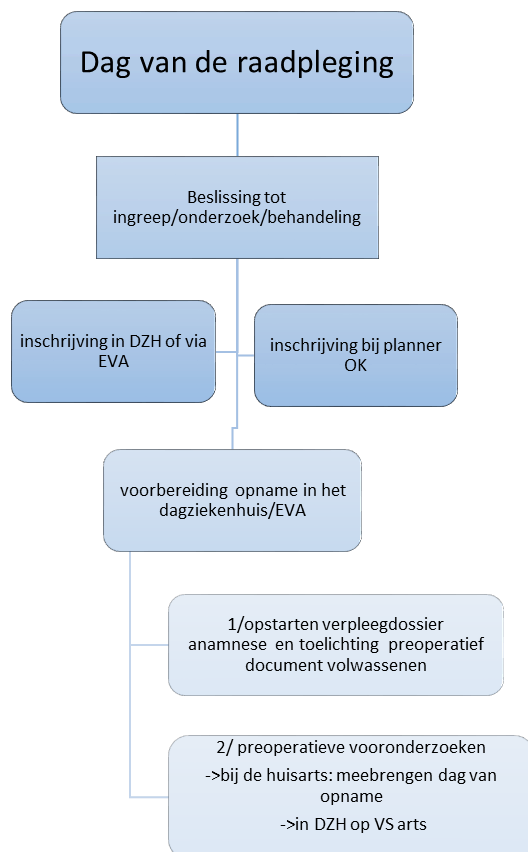 Dag van de raadpleging
Beslissing tot
ingreep/onderzoek/behandeling
inschrijving in DZH of via
EVA
inschrijving bij planner
OK
voorbereiding opname in het
dagziekenhuis/EVA
1/opstarten verpleegdossier
anamnese en toelichting preoperatief
document volwassenen
2/ preoperatieve vooronderzoeken
->bij de huisarts: meebrengen dag van
opname
->in DZH op VS arts